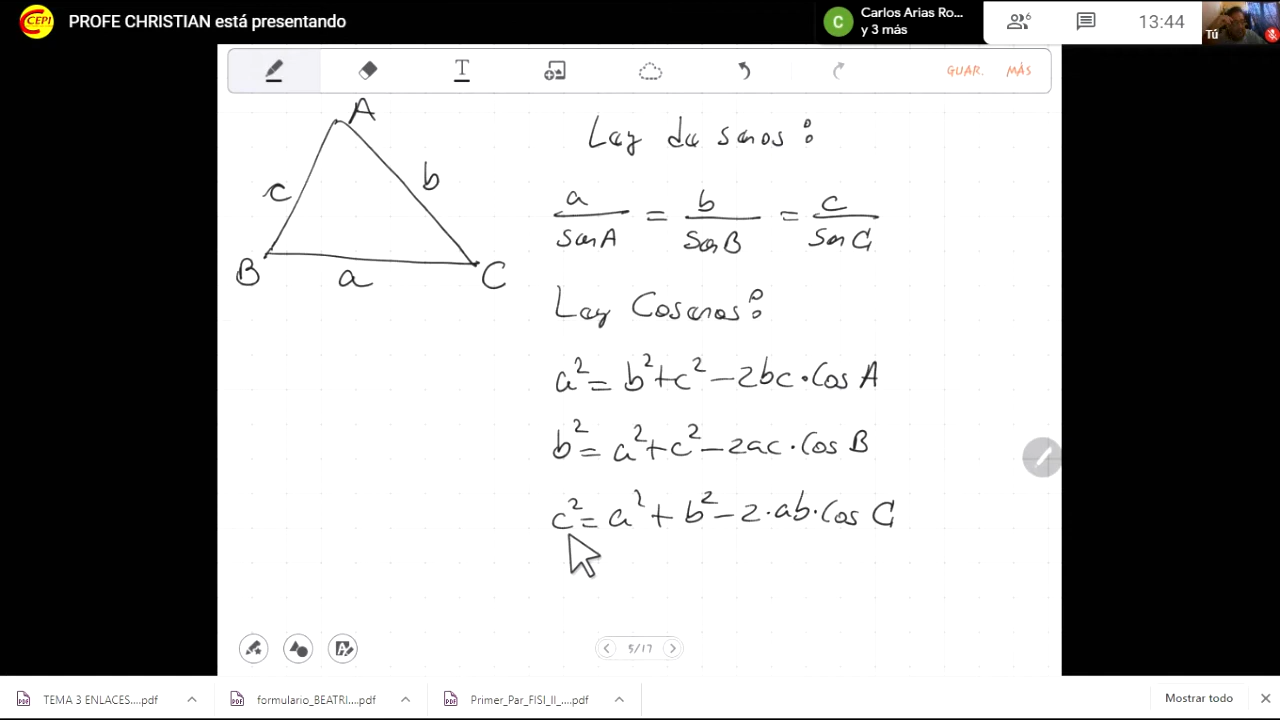 CEPI PROFE CHRISTIAN está presentando
C Carlos Arias Ro...
y 3 más
6
13:44
Tú
T
GUAR. MÁS
A
c
b
B
a
C
Ley de senos:
a/senA = b/senB = c/senC
Ley Cosenos:
a² = b²+c²-2bc·Cos A
b² = a²+c²-2ac·Cos B
c² = a²+b²-2·ab·Cos C
5/17
TEMA 3 ENLACES....pdf
formulario_BEATRI....pdf
Primer_Par_FISI_II_....pdf
Mostrar todo